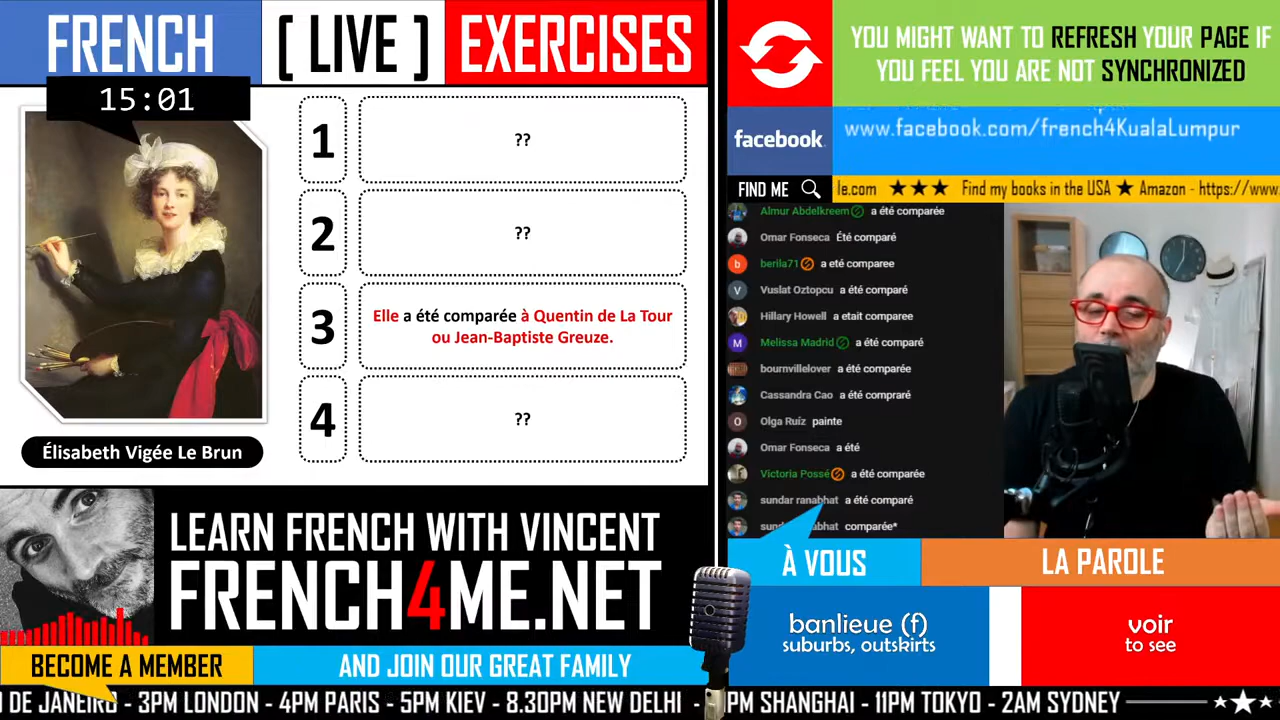 FRENCH
[ LIVE ]
EXERCISES
15:01
1
??
2
??
3
Elle a été comparée à Quentin de La Tour
ou Jean-Baptiste Greuze.
4
??
Élisabeth Vigée Le Brun
LEARN FRENCH WITH VINCENT
FRENCH4ME.NET
BECOME A MEMBER
AND JOIN OUR GREAT FAMILY
YOU MIGHT WANT TO REFRESH YOUR PAGE IF
YOU FEEL YOU ARE NOT SYNCHRONIZED
facebook.
www.facebook.com/french4KualaLumpur
FIND ME
le.com ★★★ Find my books in the USA ★ Amazon - https://www.
Almur Abdelkreem a été comparée
Omar Fonseca Été comparé
berila71 a eté comparee
Vuslat Oztopcu a été comparé
Hillary Howell a etait comparee
Melissa Madrid a été comparé
bournvillelover a été comparée
Cassandra Cao a été compraré
Olga Ruíz painte
Omar Fonseca a été
Victoria Possé a été comparée
sundar ranabhat a été comparé
comparée*
À VOUS
LA PAROLE
banlieue (f)
suburbs, outskirts
voir
to see
O DE JANEIRO - 3PM LONDON - 4PM PARIS - 5PM KIEV - 8.30PM NEW DELHI - PM SHANGHAI - 11PM TOKYO - 2AM SYDNEY